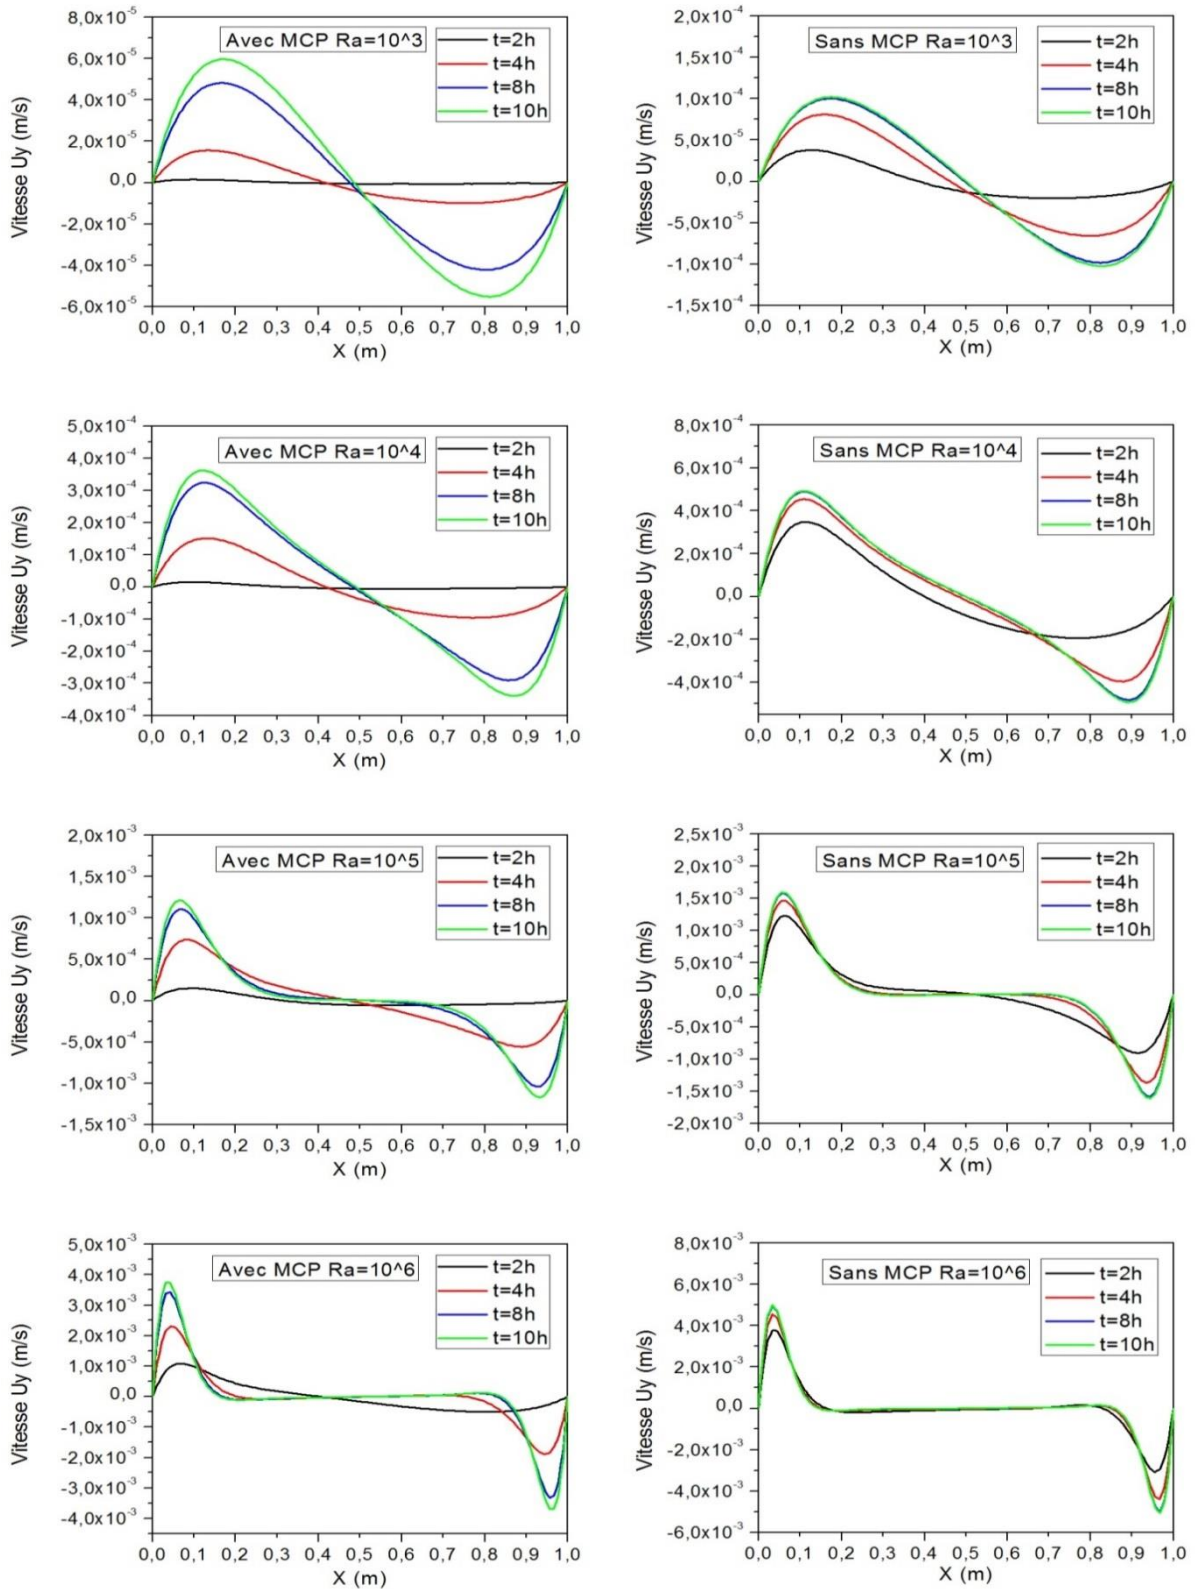 Avec MCP Ra=10^3
t=2h
t=4h
t=8h
t=10h
Vitesse Uy (m/s)
8,0x10^-5
6,0x10^-5
4,0x10^-5
2,0x10^-5
0,0
-2,0x10^-5
-4,0x10^-5
-6,0x10^-5
0,0 0,1 0,2 0,3 0,4 0,5 0,6 0,7 0,8 0,9 1,0
X (m)
Sans MCP Ra=10^3
t=2h
t=4h
t=8h
t=10h
Vitesse Uy (m/s)
2,0x10^-4
1,5x10^-4
1,0x10^-4
5,0x10^-5
0,0
-5,0x10^-5
-1,0x10^-4
-1,5x10^-4
0,0 0,1 0,2 0,3 0,4 0,5 0,6 0,7 0,8 0,9 1,0
X (m)
Avec MCP Ra=10^4
t=2h
t=4h
t=8h
t=10h
Vitesse Uy (m/s)
5,0x10^-4
4,0x10^-4
3,0x10^-4
2,0x10^-4
1,0x10^-4
0,0
-1,0x10^-4
-2,0x10^-4
-3,0x10^-4
-4,0x10^-4
0,0 0,1 0,2 0,3 0,4 0,5 0,6 0,7 0,8 0,9 1,0
X (m)
Sans MCP Ra=10^4
t=2h
t=4h
t=8h
t=10h
Vitesse Uy (m/s)
8,0x10^-4
6,0x10^-4
4,0x10^-4
2,0x10^-4
0,0
-2,0x10^-4
-4,0x10^-4
0,0 0,1 0,2 0,3 0,4 0,5 0,6 0,7 0,8 0,9 1,0
X (m)
Avec MCP Ra=10^5
t=2h
t=4h
t=8h
t=10h
Vitesse Uy (m/s)
2,0x10^-3
1,5x10^-3
1,0x10^-3
5,0x10^-4
0,0
-5,0x10^-4
-1,0x10^-3
-1,5x10^-3
0,0 0,1 0,2 0,3 0,4 0,5 0,6 0,7 0,8 0,9 1,0
X (m)
Sans MCP Ra=10^5
t=2h
t=4h
t=8h
t=10h
Vitesse Uy (m/s)
2,5x10^-3
2,0x10^-3
1,5x10^-3
1,0x10^-3
5,0x10^-4
0,0
-5,0x10^-4
-1,0x10^-3
-1,5x10^-3
-2,0x10^-3
0,0 0,1 0,2 0,3 0,4 0,5 0,6 0,7 0,8 0,9 1,0
X (m)
Avec MCP Ra=10^6
t=2h
t=4h
t=8h
t=10h
Vitesse Uy (m/s)
5,0x10^-3
4,0x10^-3
3,0x10^-3
2,0x10^-3
1,0x10^-3
0,0
-1,0x10^-3
-2,0x10^-3
-3,0x10^-3
-4,0x10^-3
0,0 0,1 0,2 0,3 0,4 0,5 0,6 0,7 0,8 0,9 1,0
X (m)
Sans MCP Ra=10^6
t=2h
t=4h
t=8h
t=10h
Vitesse Uy (m/s)
8,0x10^-3
6,0x10^-3
4,0x10^-3
2,0x10^-3
0,0
-2,0x10^-3
-4,0x10^-3
-6,0x10^-3
0,0 0,1 0,2 0,3 0,4 0,5 0,6 0,7 0,8 0,9 1,0
X (m)